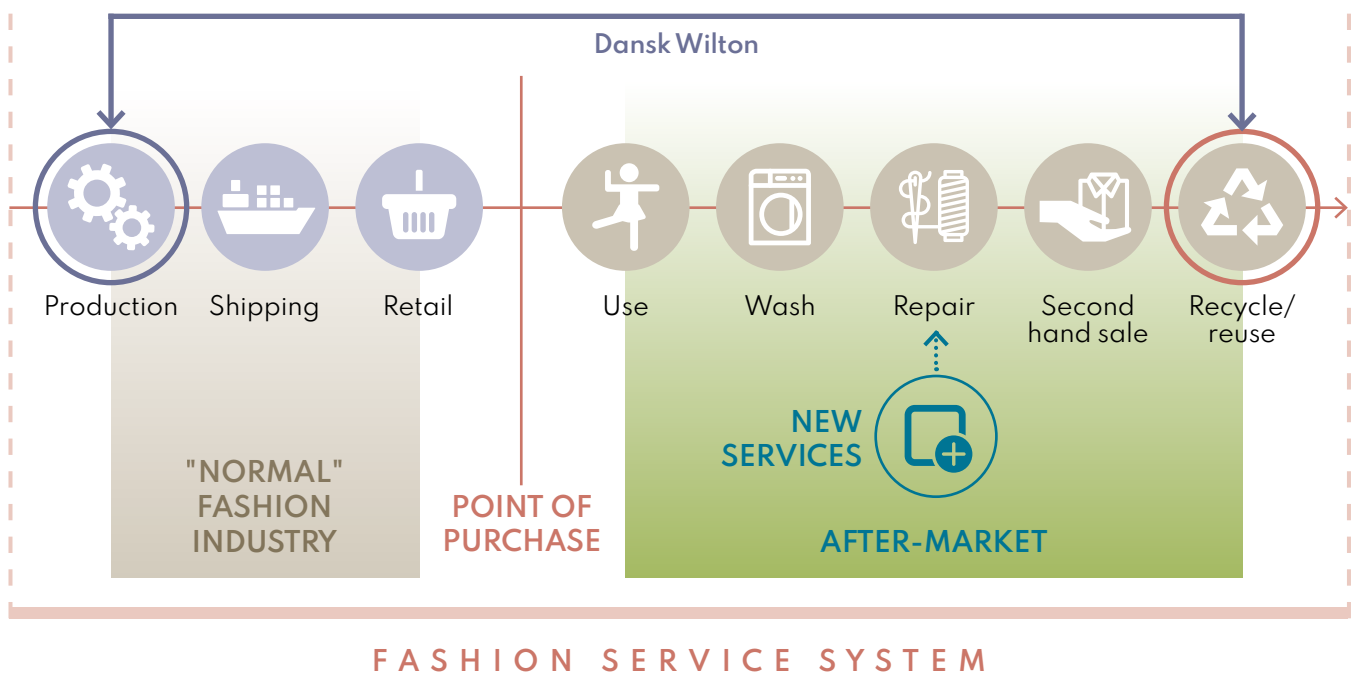 Dansk Wilton
Production
Shipping
Retail
Use
Wash
Repair
Second
hand sale
Recycle/
reuse
NEW
SERVICES
"NORMAL"
FASHION
INDUSTRY
POINT OF
PURCHASE
AFTER-MARKET
FASHION SERVICE SYSTEM